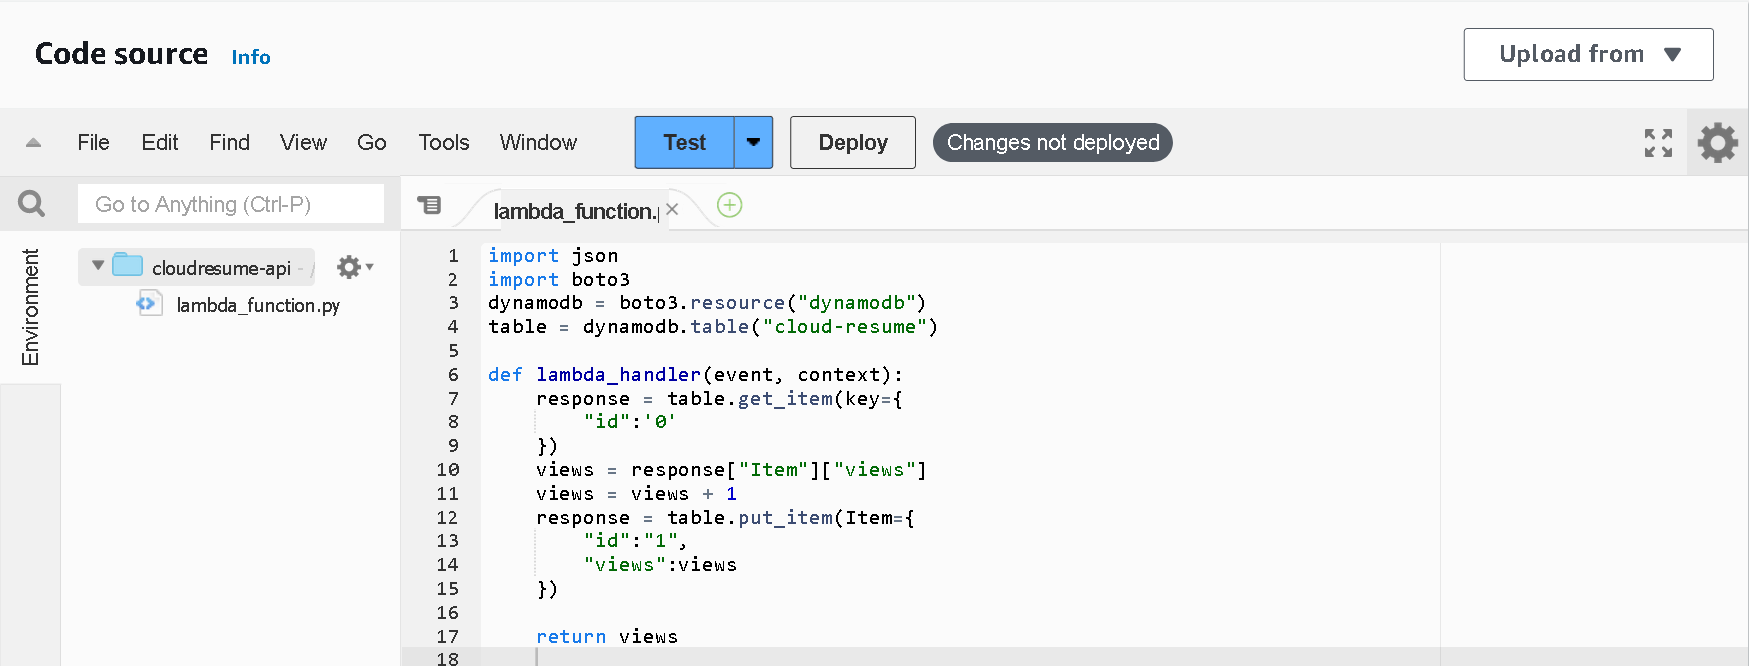 Code source Info
Upload from
File Edit Find View Go Tools Window Test Deploy Changes not deployed
Go to Anything (Ctrl-P)
lambda_function.p
Environment
cloudresume-api - /
lambda_function.py
1 import json
2 import boto3
3 dynamodb = boto3.resource("dynamodb")
4 table = dynamodb.table("cloud-resume")
5
6 def lambda_handler(event, context):
7     response = table.get_item(key={
8         "id":'0'
9     })
10     views = response["Item"]["views"]
11     views = views + 1
12     response = table.put_item(Item={
13         "id":"1",
14         "views":views
15     })
16
17     return views
18